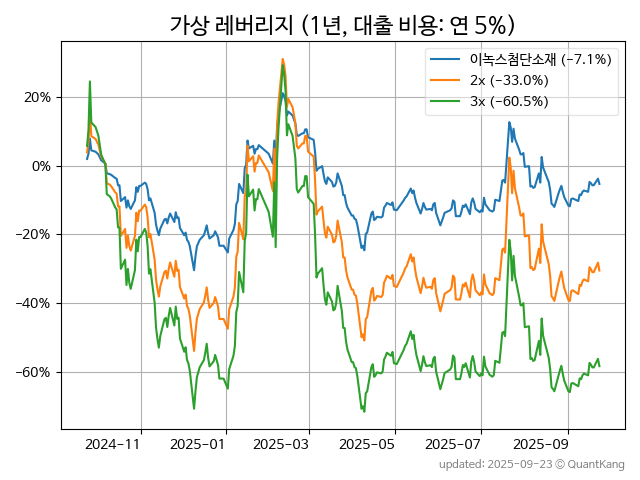 가상 레버리지 (1년, 대출 비용: 연 5%)
이녹스첨단소재 (−7.1%)
2x (−33.0%)
3x (−60.5%)
20%
0%
−20%
−40%
−60%
2024−11 2025−01 2025−03 2025−05 2025−07 2025−09
updated: 2025-09-23 © QuantKang